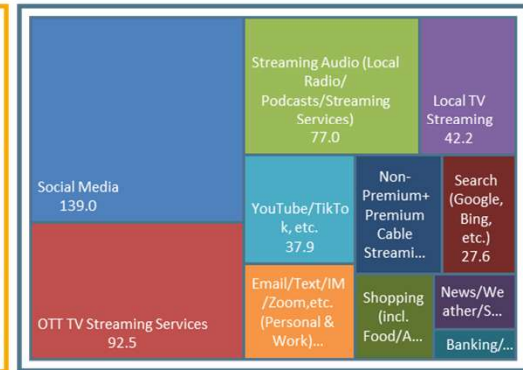 Social Media
139.0
OTT TV Streaming Services
92.5
Streaming Audio (Local
Radio/
Podcasts/Streaming
Services)
77.0
Local TV
Streaming
42.2
YouTube/TikTo
k, etc.
37.9
Non-
Premium+
Premium
Cable
Streami...
Search
(Google,
Bing,
etc.)
27.6
Email/Text/IM
/Zoom,etc.
(Personal &
Work)...
Shopping
(incl.
Food/A...
News/We
ather/S...
Banking/...